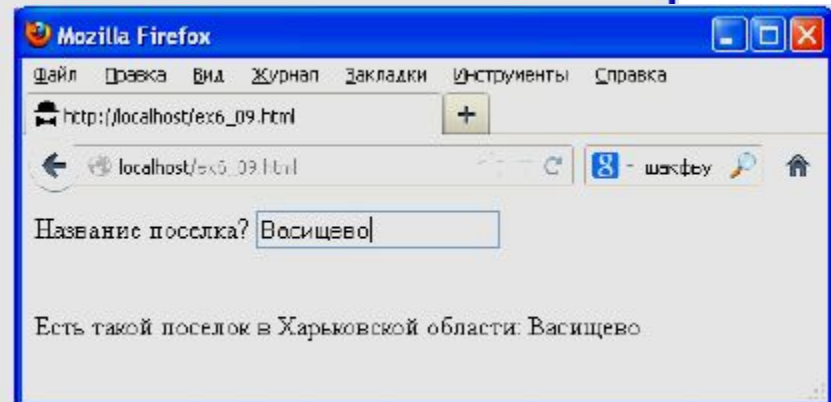 Mozilla Firefox
Файл Правка Вид Журнал Закладки Инструменты Справка
http://localhost/ex6_09.html +
localhost/ex6_09.html 8 -
Название поселка? Васищево
Есть такой поселок в Харьковской области: Васищево